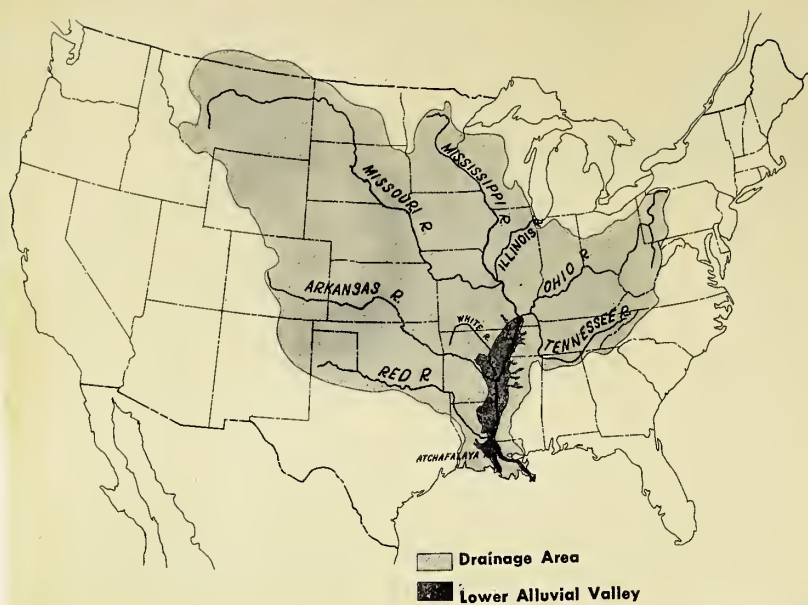 MISSISSIPPI R.
MISSOURI R.
ILLINOIS R.
OHIO R.
ARKANSAS R.
WHITE R.
TENNESSEE R.
RED R.
ATCHAFALAYA
Drainage Area
Lower Alluvial Valley